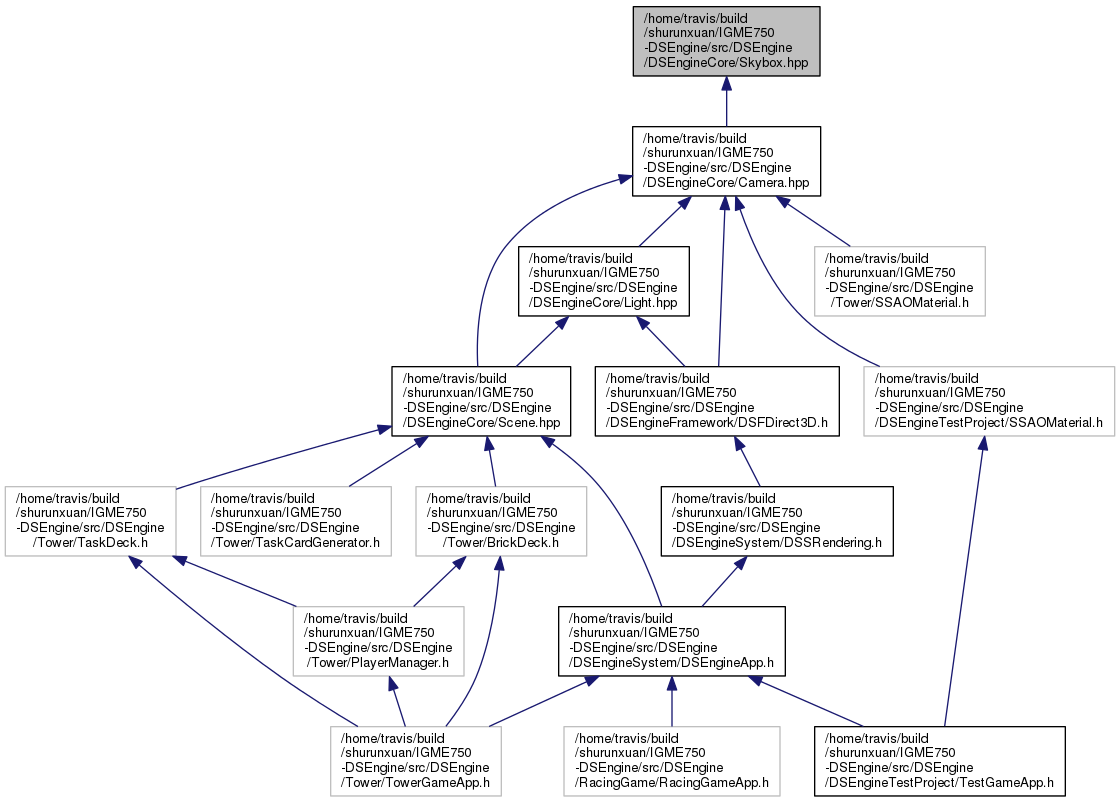 /home/travis/build
/shurunxuan/IGME750
-DSEngine/src/DSEngine
/DSEngineCore/Skybox.hpp
/home/travis/build
/shurunxuan/IGME750
-DSEngine/src/DSEngine
/DSEngineCore/Camera.hpp
/home/travis/build
/shurunxuan/IGME750
-DSEngine/src/DSEngine
/DSEngineCore/Light.hpp
/home/travis/build
/shurunxuan/IGME750
-DSEngine/src/DSEngine
/Tower/SSAOMaterial.h
/home/travis/build
/shurunxuan/IGME750
-DSEngine/src/DSEngine
/DSEngineCore/Scene.hpp
/home/travis/build
/shurunxuan/IGME750
-DSEngine/src/DSEngine
/DSEngineFramework/DSFDirect3D.h
/home/travis/build
/shurunxuan/IGME750
-DSEngine/src/DSEngine
/DSEngineTestProject/SSAOMaterial.h
/home/travis/build
/shurunxuan/IGME750
-DSEngine/src/DSEngine
/Tower/TaskDeck.h
/home/travis/build
/shurunxuan/IGME750
-DSEngine/src/DSEngine
/Tower/TaskCardGenerator.h
/home/travis/build
/shurunxuan/IGME750
-DSEngine/src/DSEngine
/Tower/BrickDeck.h
/home/travis/build
/shurunxuan/IGME750
-DSEngine/src/DSEngine
/DSEngineSystem/DSSRendering.h
/home/travis/build
/shurunxuan/IGME750
-DSEngine/src/DSEngine
/Tower/PlayerManager.h
/home/travis/build
/shurunxuan/IGME750
-DSEngine/src/DSEngine
/DSEngineSystem/DSEngineApp.h
/home/travis/build
/shurunxuan/IGME750
-DSEngine/src/DSEngine
/Tower/TowerGameApp.h
/home/travis/build
/shurunxuan/IGME750
-DSEngine/src/DSEngine
/RacingGame/RacingGameApp.h
/home/travis/build
/shurunxuan/IGME750
-DSEngine/src/DSEngine
/DSEngineTestProject/TestGameApp.h